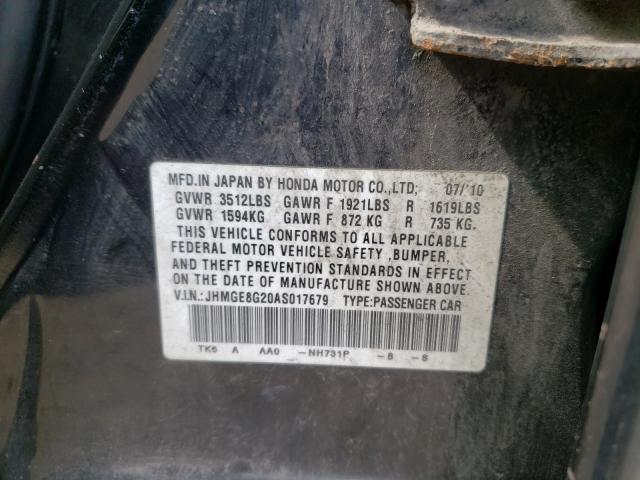 MFD.IN JAPAN BY HONDA MOTOR CO.,LTD; 07/'10
GVWR 3512LBS GAWR F 1921LBS R 1619LBS
GVWR 1594KG GAWR F 872 KG R 735 KG.
THIS VEHICLE CONFORMS TO ALL APPLICABLE
FEDERAL MOTOR VEHICLE SAFETY ,BUMPER,
AND THEFT PREVENTION STANDARDS IN EFFECT
ON THE DATE OF MANUFACTURE SHOWN ABOVE.
V.I.N.: JHMGE8G20AS017679 TYPE:PASSENGER CAR
TK6 A AA0 -NH731P -B -S